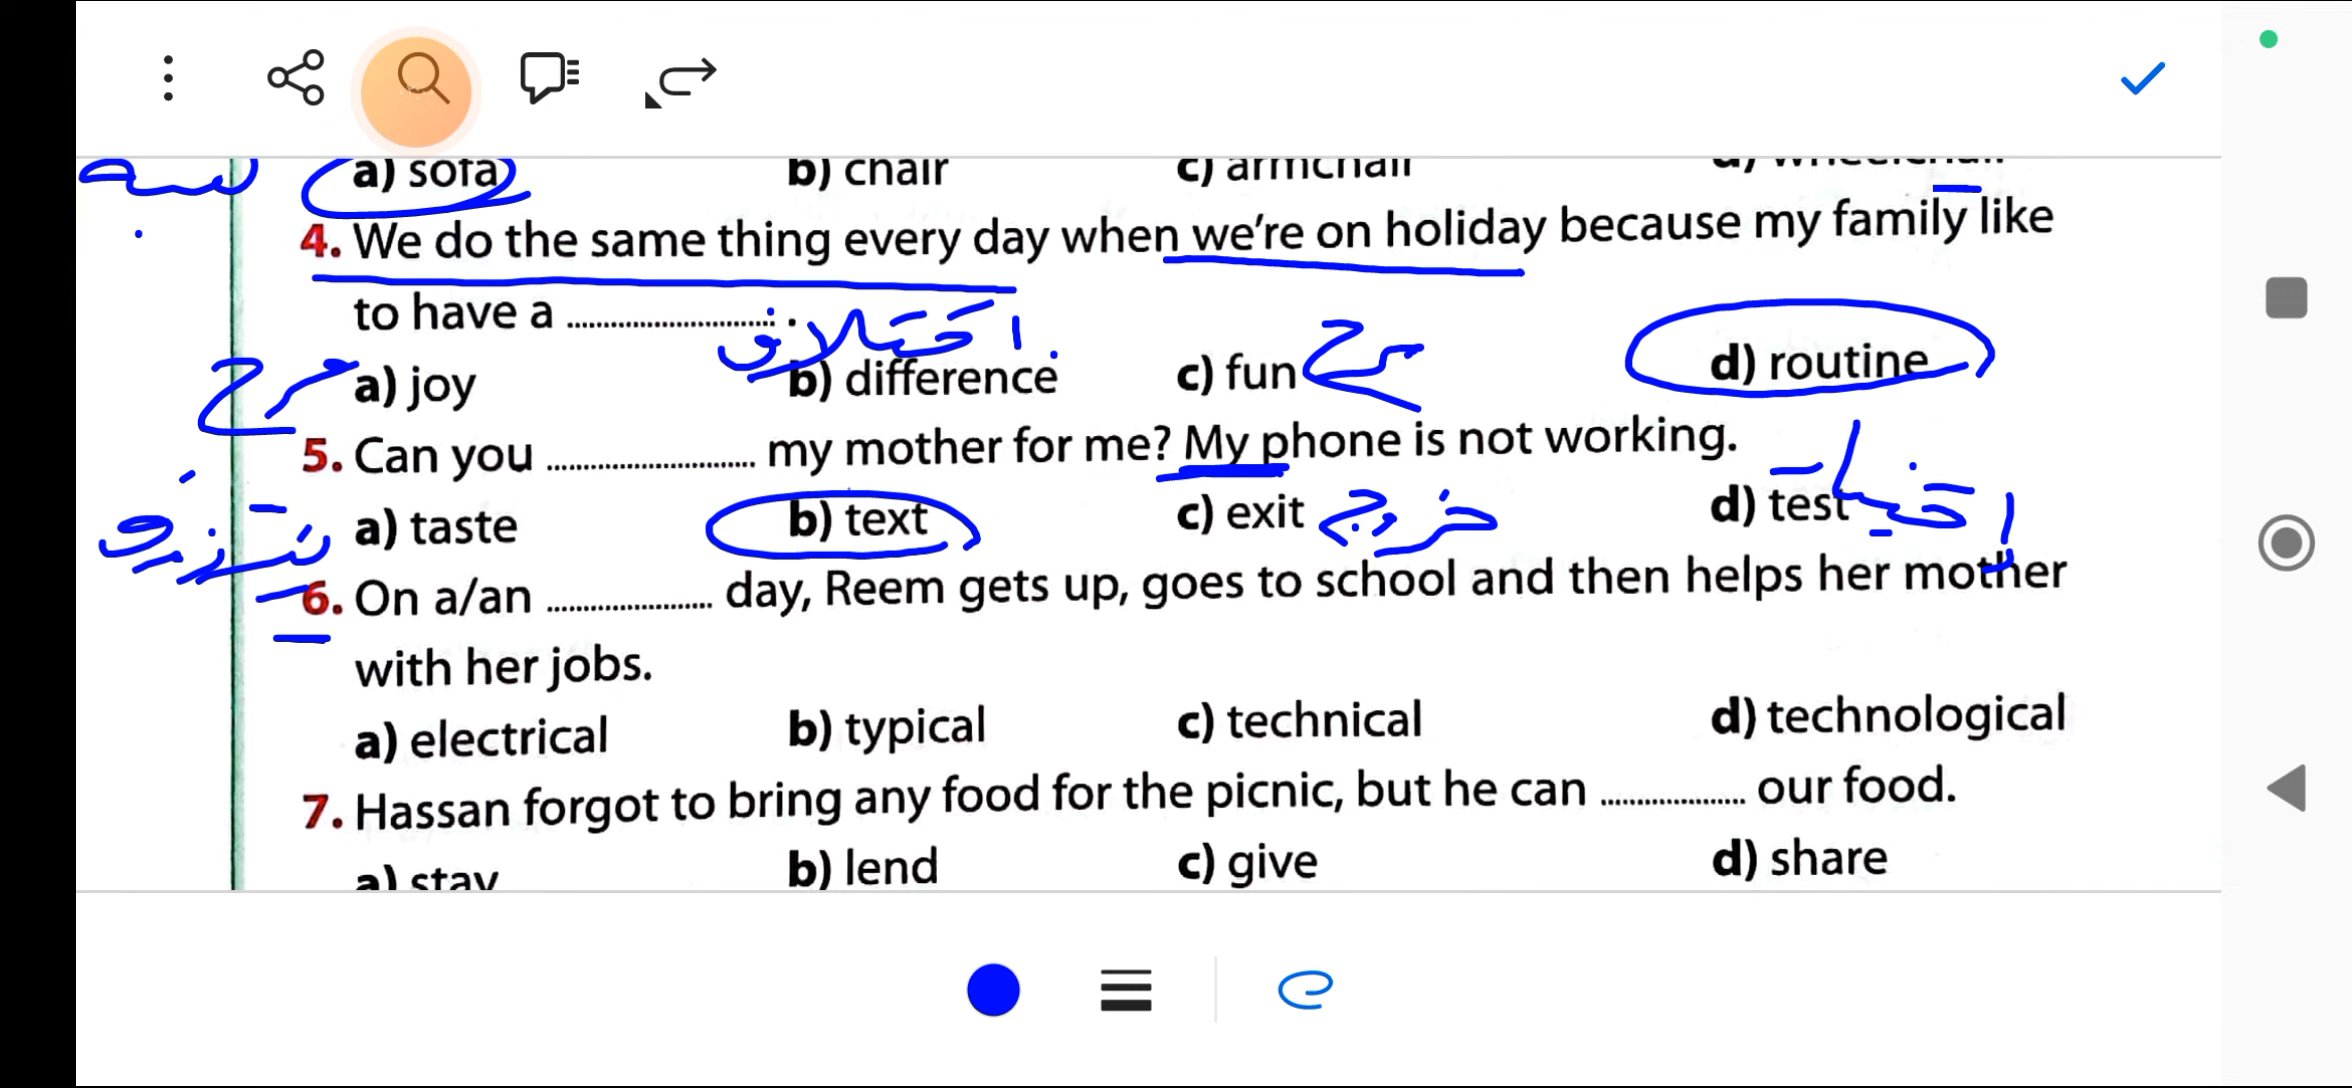 a) sofa b) chair c) armchair d) wheelchair
4. We do the same thing every day when we're on holiday because my family like
to have a ........................ .
اختلاف
مرح a) joy b) difference c) fun مرح d) routine
5. Can you ........................ my mother for me? My phone is not working.
a) taste b) text c) exit خروج d) test اختبار
6. On a/an ........................ day, Reem gets up, goes to school and then helps her mother
with her jobs.
a) electrical b) typical c) technical d) technological
7. Hassan forgot to bring any food for the picnic, but he can .................... our food.
a) stay b) lend c) give d) share